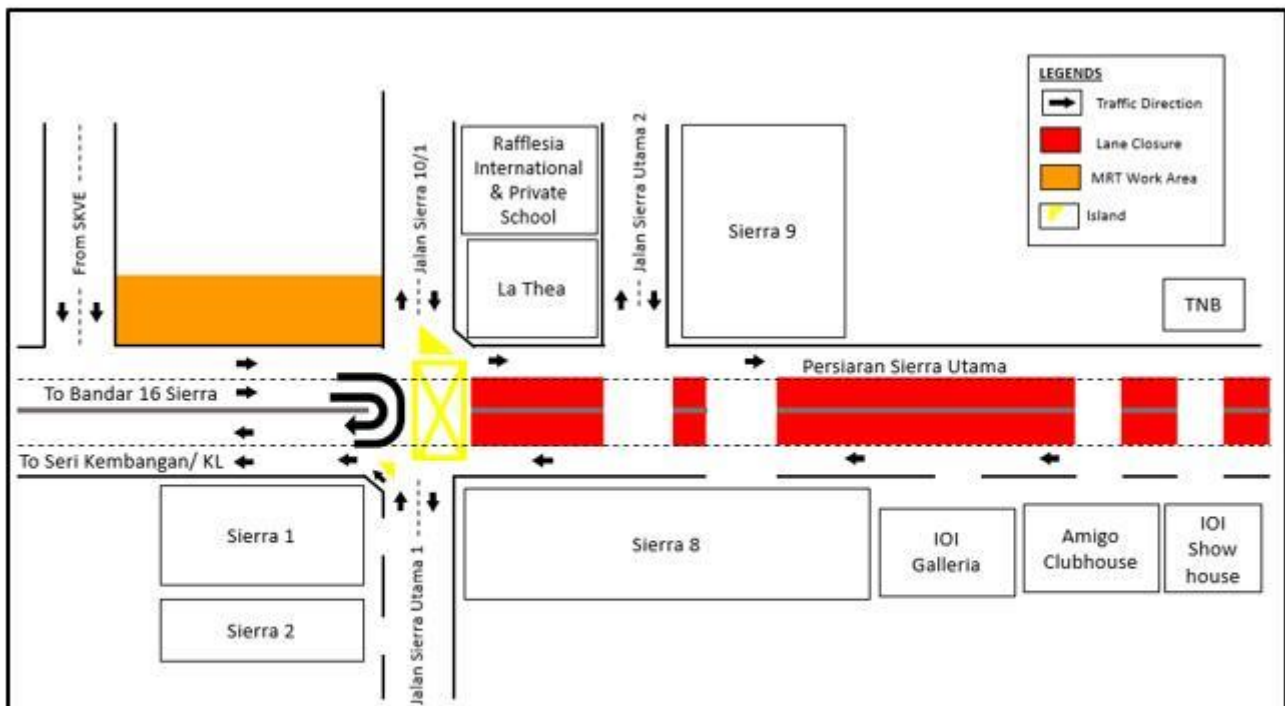 LEGENDS
Traffic Direction
Lane Closure
MRT Work Area
Island
From SKVE
Jalan Sierra 10/1
Rafflesia
International
& Private
School
La Thea
Jalan Sierra Utama 2
Sierra 9
TNB
Persiaran Sierra Utama
To Bandar 16 Sierra
To Seri Kembangan/ KL
Sierra 1
Sierra 2
Jalan Sierra Utama 1
Sierra 8
IOI
Galleria
Amigo
Clubhouse
IOI
Show
house